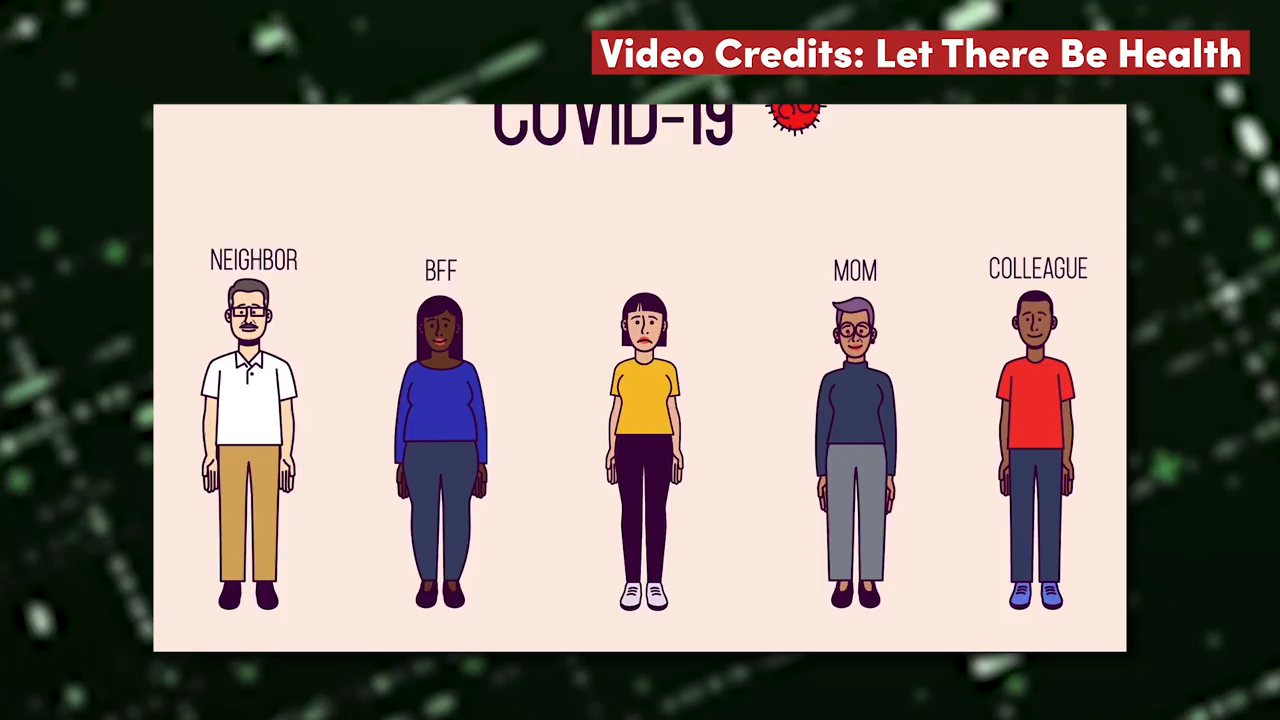 Video Credits: Let There Be Health
COVID-19
NEIGHBOR
BFF
MOM
COLLEAGUE